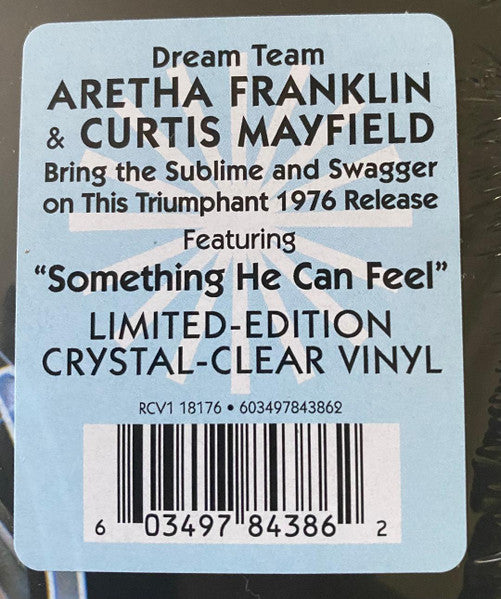 Dream Team
ARETHA FRANKLIN
& CURTIS MAYFIELD
Bring the Sublime and Swagger
on This Triumphant 1976 Release
Featuring
“Something He Can Feel”
LIMITED-EDITION
CRYSTAL-CLEAR VINYL
RCV1 18176 • 603497843862
6 03497 84386 2